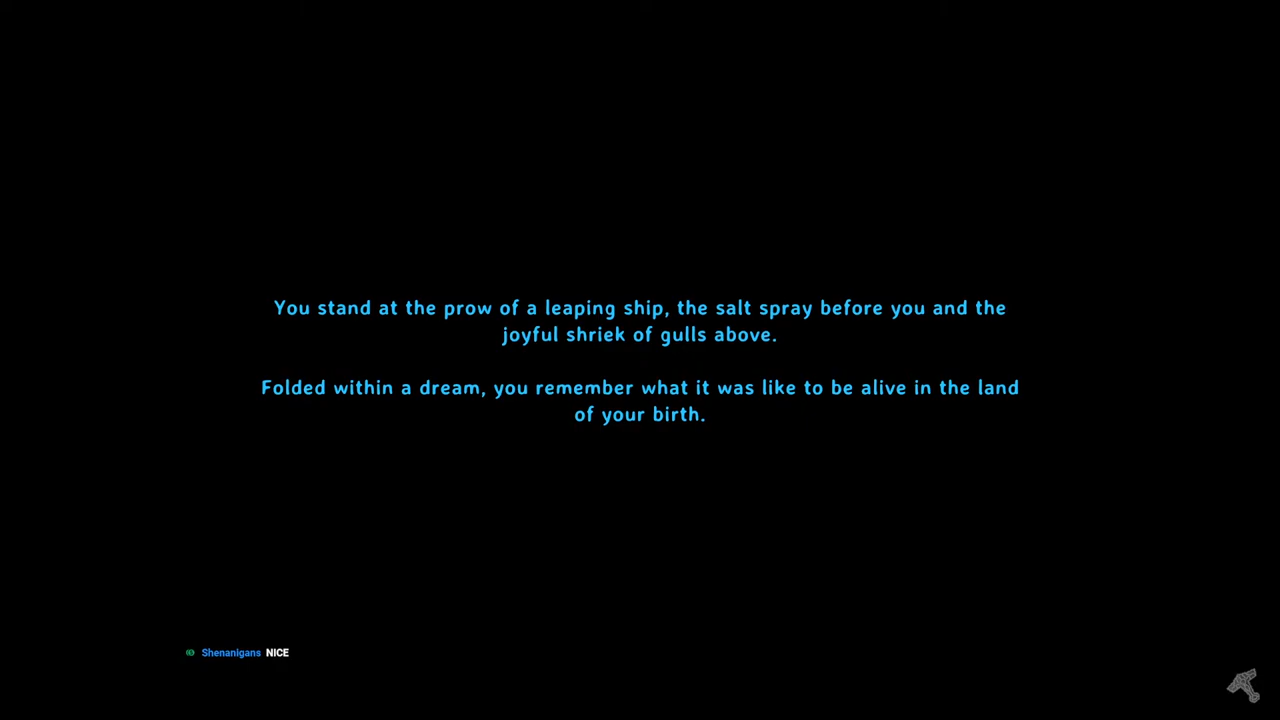 You stand at the prow of a leaping ship, the salt spray before you and the
joyful shriek of gulls above.
Folded within a dream, you remember what it was like to be alive in the land
of your birth.
Shenanigans NICE